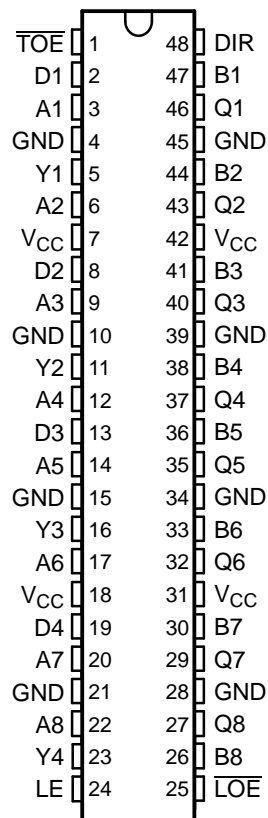 T̅O̅E̅ 1 48 DIR
D1 2 47 B1
A1 3 46 Q1
GND 4 45 GND
Y1 5 44 B2
A2 6 43 Q2
VCC 7 42 VCC
D2 8 41 B3
A3 9 40 Q3
GND 10 39 GND
Y2 11 38 B4
A4 12 37 Q4
D3 13 36 B5
A5 14 35 Q5
GND 15 34 GND
Y3 16 33 B6
A6 17 32 Q6
VCC 18 31 VCC
D4 19 30 B7
A7 20 29 Q7
GND 21 28 GND
A8 22 27 Q8
Y4 23 26 B8
LE 24 25 L̅O̅E̅